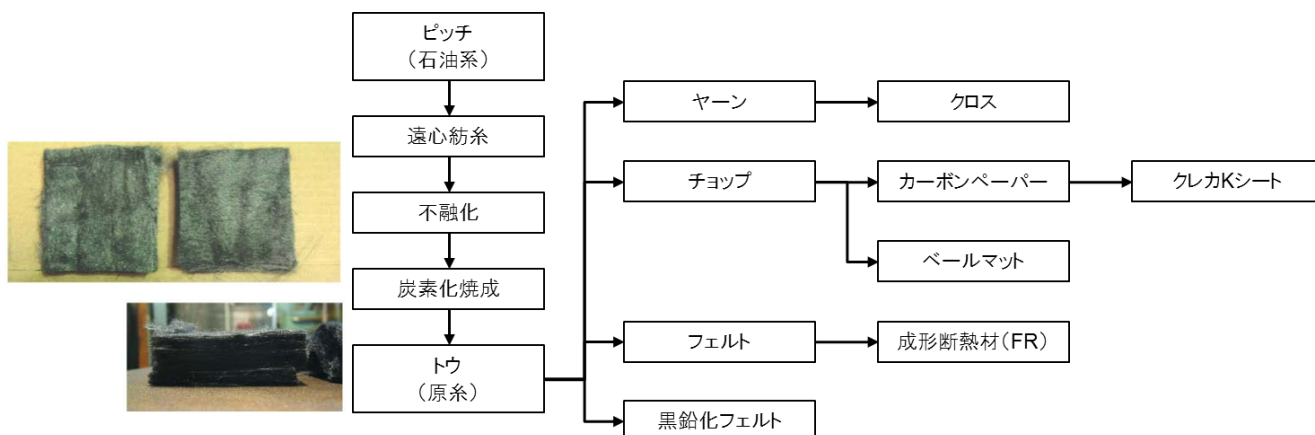 ピッチ
（石油系）
遠心紡糸
不融化
炭素化焼成
トウ
（原糸）
ヤーン
クロス
チョップ
カーボンペーパー
クレカKシート
ベールマット
フェルト
成形断熱材（FR）
黒鉛化フェルト